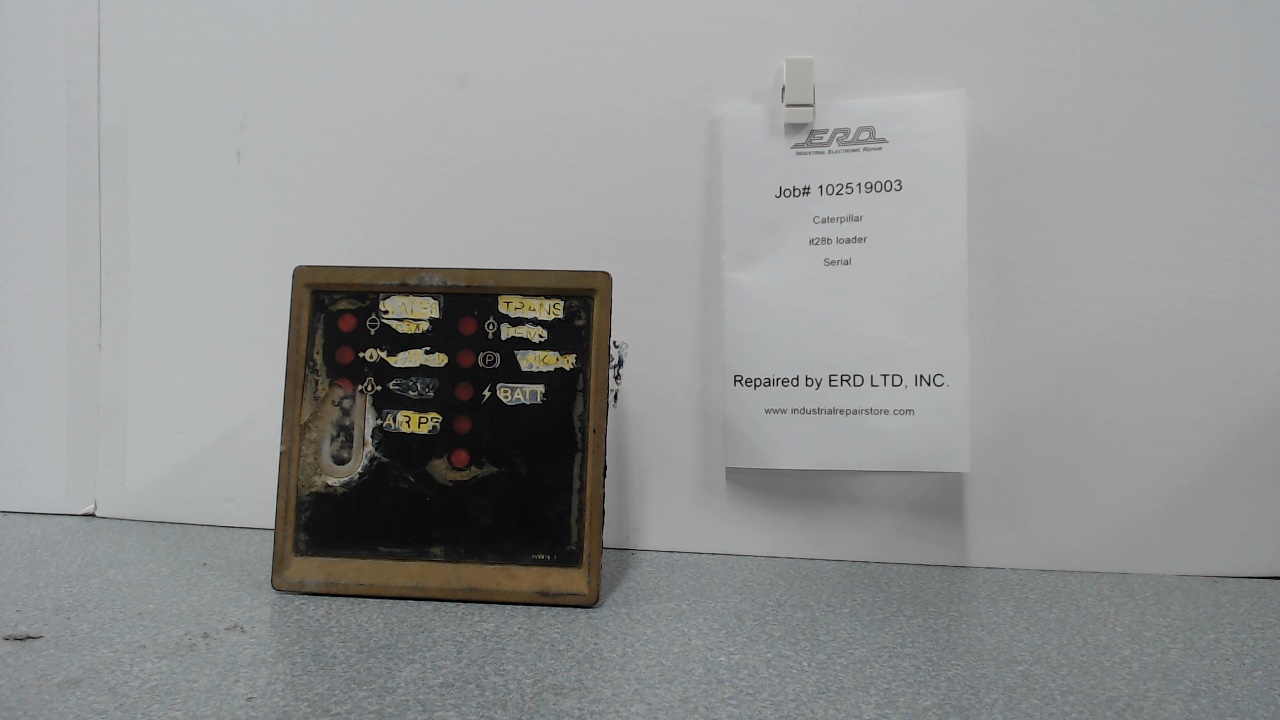 TRANS
P
BATT
AIR PR
ERD
INDUSTRIAL ELECTRONIC REPAIR
Job# 102519003
Caterpillar
it28b loader
Serial
Repaired by ERD LTD, INC.
www.industrialrepairstore.com